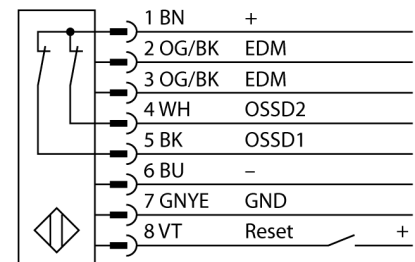 1 BN +
2 OG/BK EDM
3 OG/BK EDM
4 WH OSSD2
5 BK OSSD1
6 BU –
7 GNYE GND
8 VT Reset +